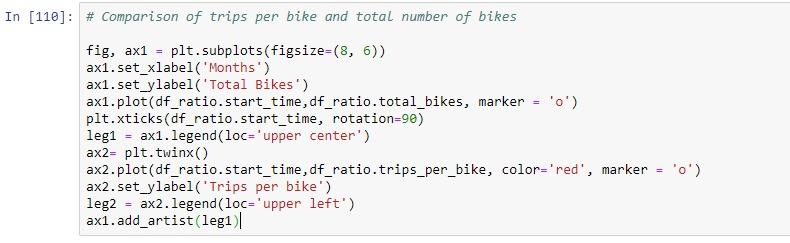 In [110]: # Comparison of trips per bike and total number of bikes
fig, ax1 = plt.subplots(figsize=(8, 6))
ax1.set_xlabel('Months')
ax1.set_ylabel('Total Bikes')
ax1.plot(df_ratio.start_time,df_ratio.total_bikes, marker = 'o')
plt.xticks(df_ratio.start_time, rotation=90)
leg1 = ax1.legend(loc='upper center')
ax2= plt.twinx()
ax2.plot(df_ratio.start_time,df_ratio.trips_per_bike, color='red', marker = 'o')
ax2.set_ylabel('Trips per bike')
leg2 = ax2.legend(loc='upper left')
ax1.add_artist(leg1)